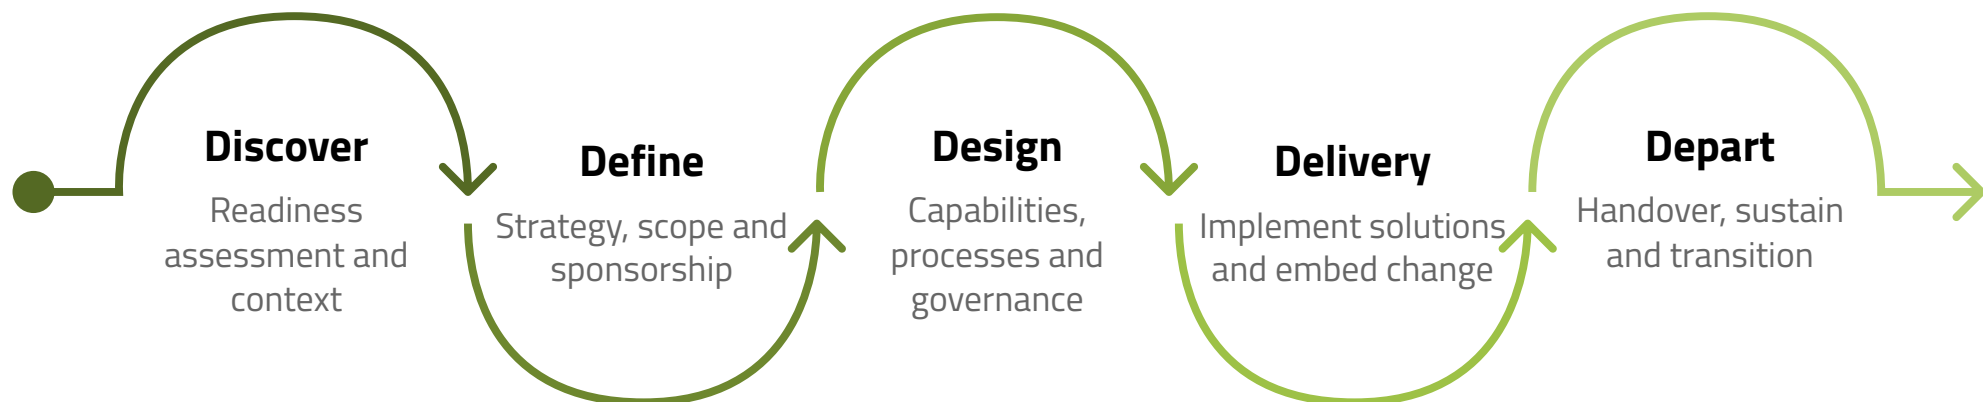 Discover
Readiness
assessment and
context
Define
Strategy, scope and
sponsorship
Design
Capabilities,
processes and
governance
Delivery
Implement solutions
and embed change
Depart
Handover, sustain
and transition